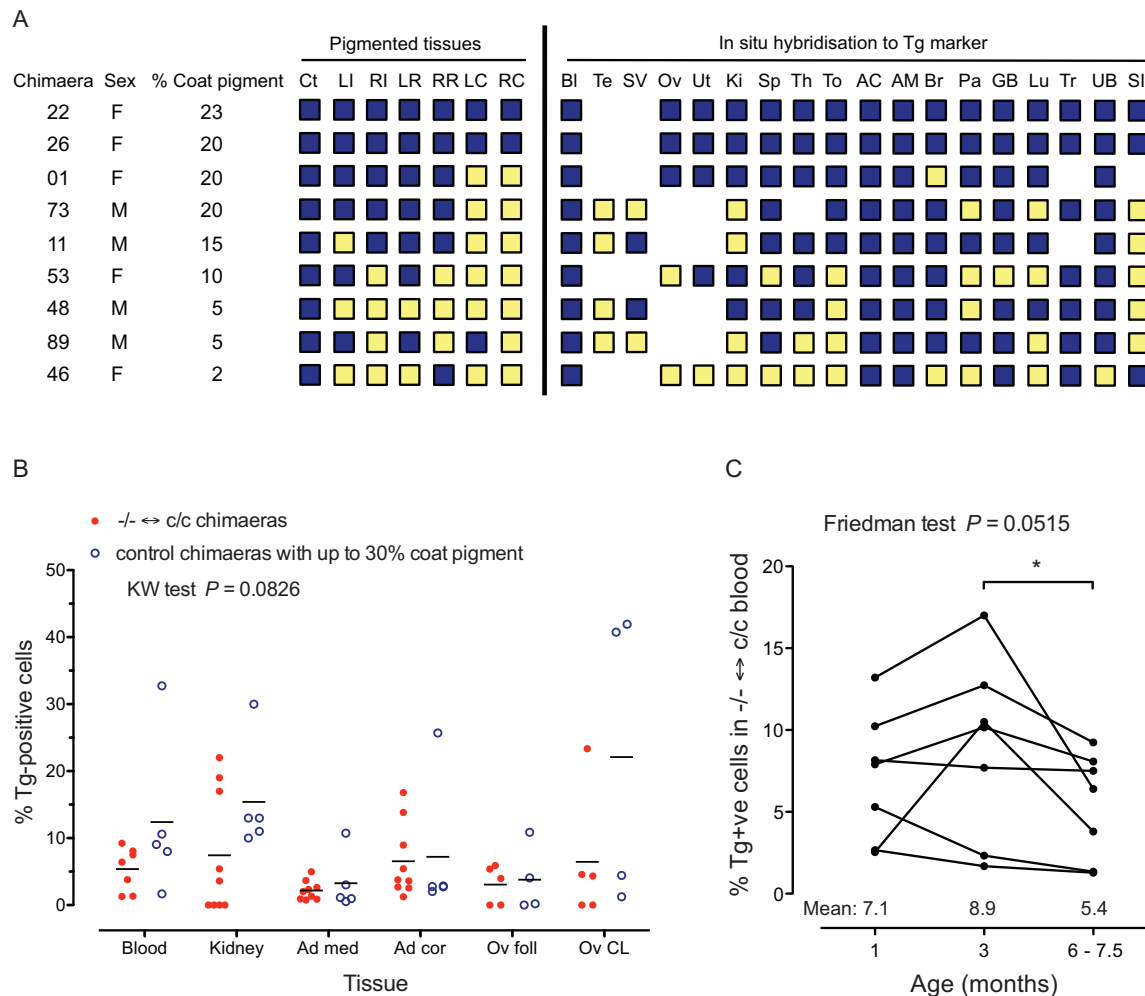 A
Pigmented tissues
In situ hybridisation to Tg marker
Chimaera Sex % Coat pigment Ct LI RI LR RR LC RC Bl Te SV Ov Ut Ki Sp Th To AC AM Br Pa GB Lu Tr UB SI
22 F 23
26 F 20
01 F 20
73 M 20
11 M 15
53 F 10
48 M 5
89 M 5
46 F 2
B
-/- ↔ c/c chimaeras
control chimaeras with up to 30% coat pigment
KW test P = 0.0826
% Tg-positive cells
50
40
30
20
10
0
Blood Kidney Ad med Ad cor Ov foll Ov CL
Tissue
C
Friedman test P = 0.0515
*
% Tg+ve cells in -/- ↔ c/c blood
20
15
10
5
0
Mean: 7.1 8.9 5.4
1 3 6 - 7.5
Age (months)